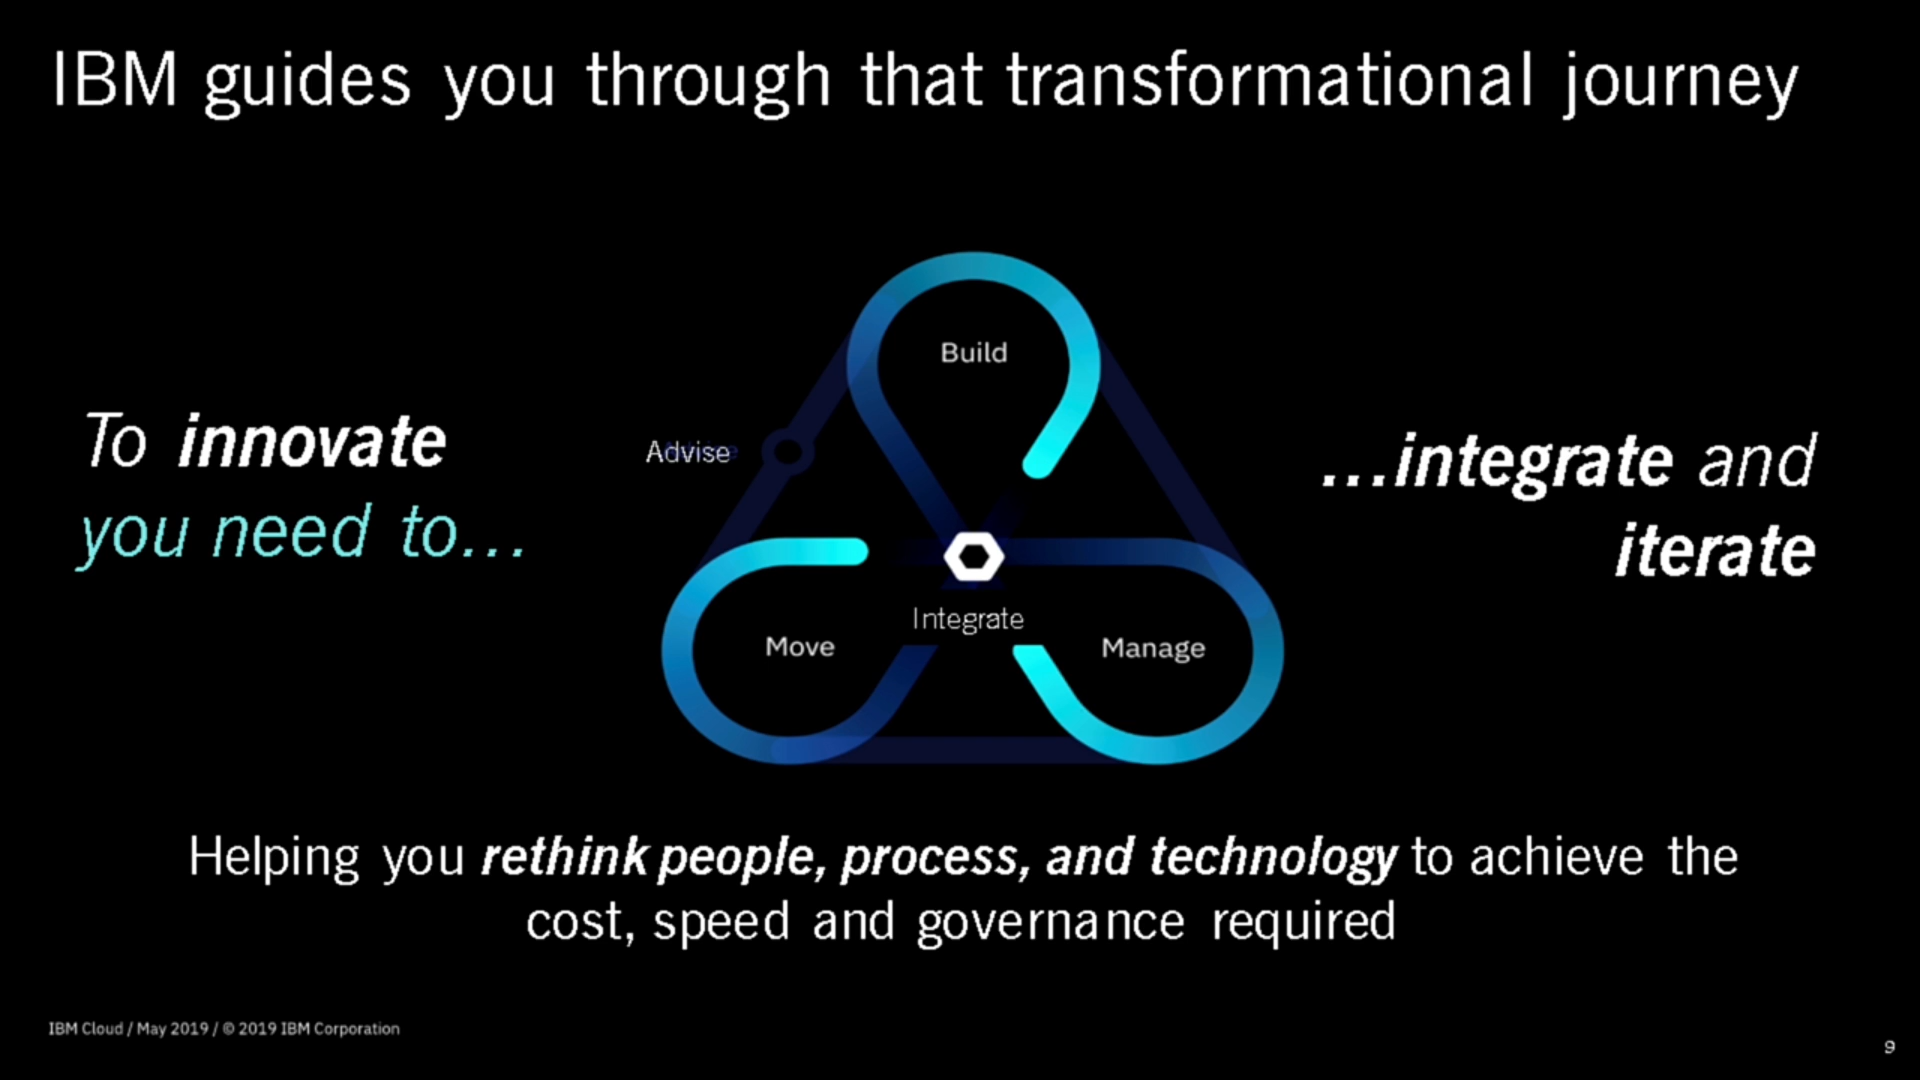 IBM guides you through that transformational journey
Build
Advise
To innovate
you need to...
...integrate and
iterate
Integrate
Move
Manage
Helping you rethink people, process, and technology to achieve the
cost, speed and governance required
IBM Cloud / May 2019 / © 2019 IBM Corporation
9